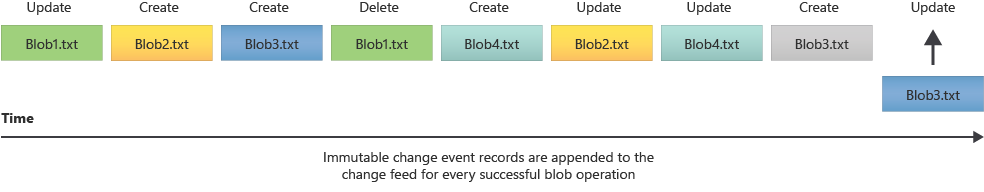 Update Create Create Delete Create Update Update Create Update
Blob1.txt Blob2.txt Blob3.txt Blob1.txt Blob4.txt Blob2.txt Blob4.txt Blob3.txt
Blob3.txt
Time
Immutable change event records are appended to the
change feed for every successful blob operation